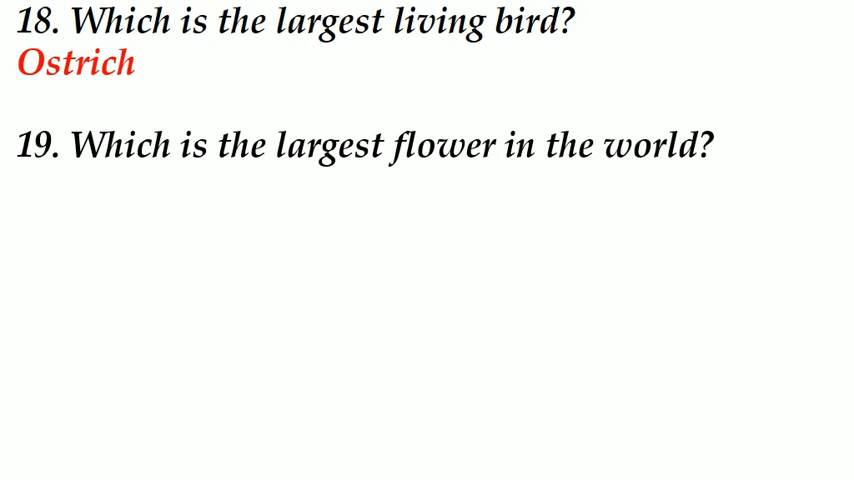 18. Which is the largest living bird?
Ostrich
19. Which is the largest flower in the world?